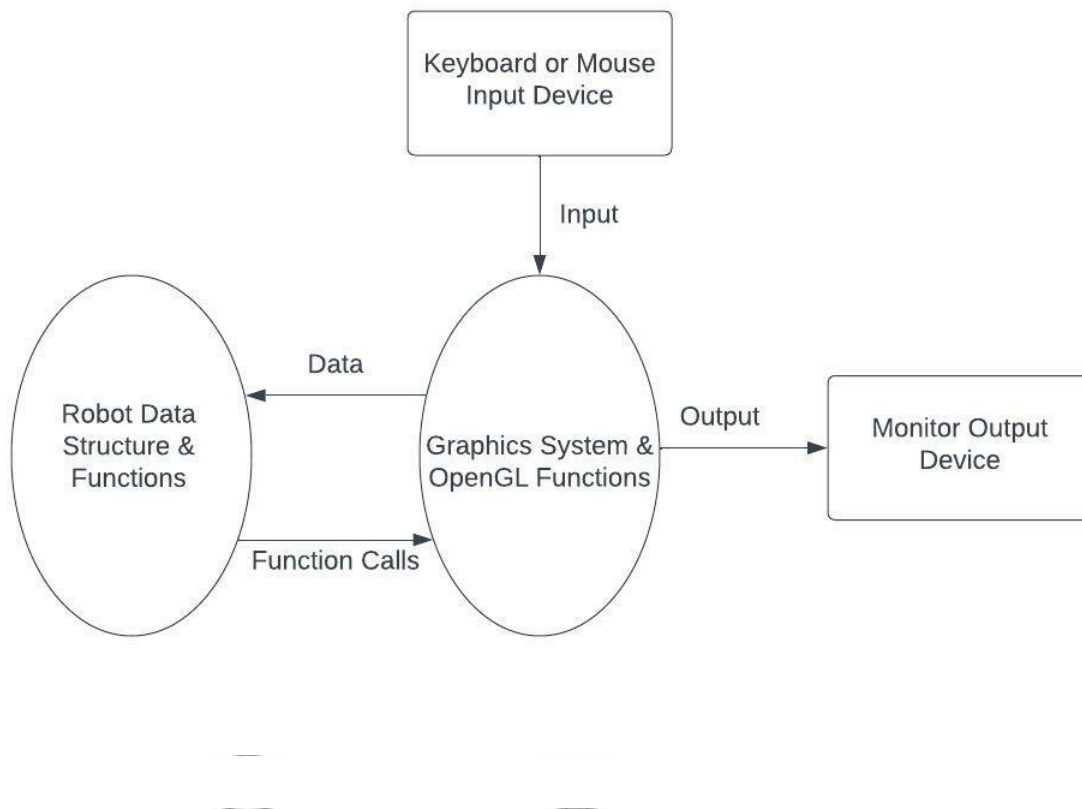 Keyboard or Mouse
Input Device
Input
Data
Robot Data
Structure &
Functions
Graphics System &
OpenGL Functions
Output
Monitor Output
Device
Function Calls